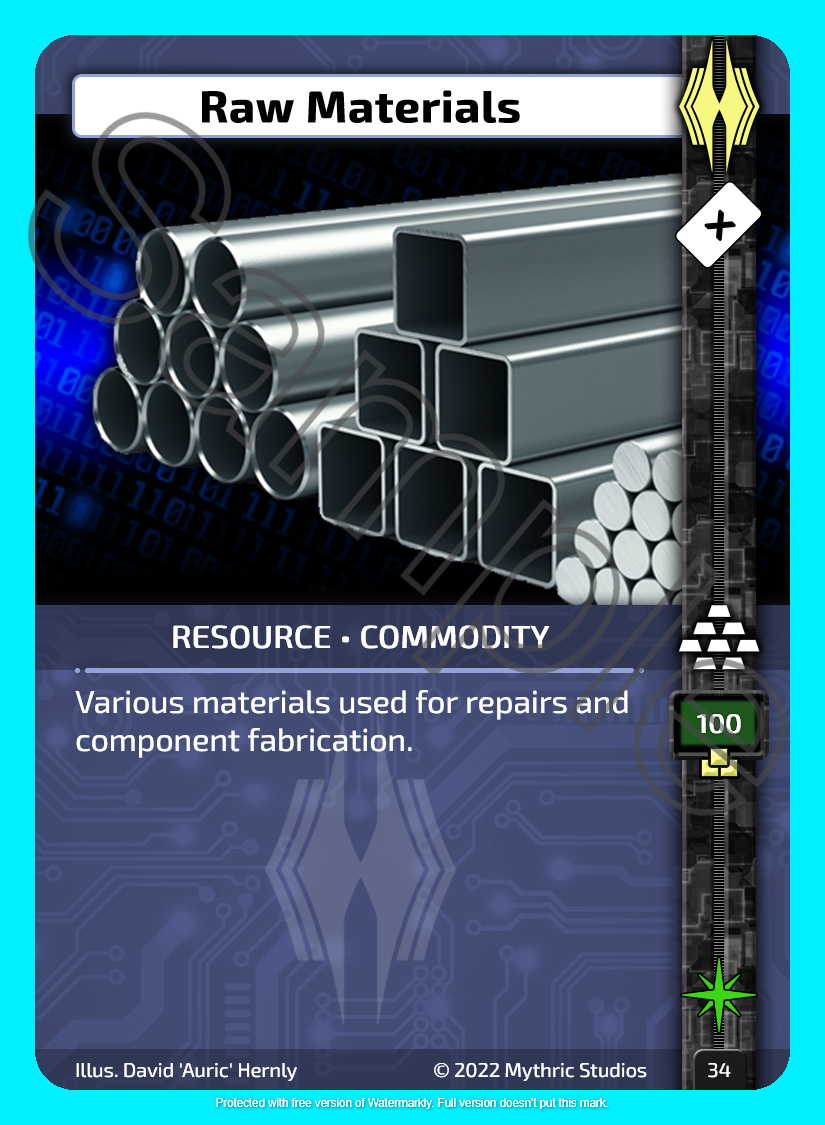 Raw Materials
+
RESOURCE • COMMODITY
Various materials used for repairs and
component fabrication.
100
Illus. David 'Auric' Hernly
© 2022 Mythric Studios
34
Sample
Protected with free version of Watermarkly. Full version doesn't put this mark.